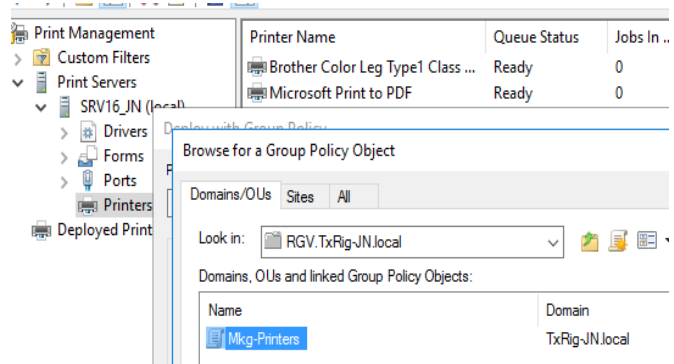 Print Management
Custom Filters
Print Servers
SRV16_JN (local)
Drivers
Forms
Ports
Printers
Deployed Print
Printer Name Queue Status Jobs In ...
Brother Color Leg Type1 Class ... Ready 0
Microsoft Print to PDF Ready 0
Deploy with Group Policy
Browse for a Group Policy Object
Domains/OUs Sites All
Look in: RGV.TxRig-JN.local
Domains, OUs and linked Group Policy Objects:
Name Domain
Mkg-Printers TxRig-JN.local